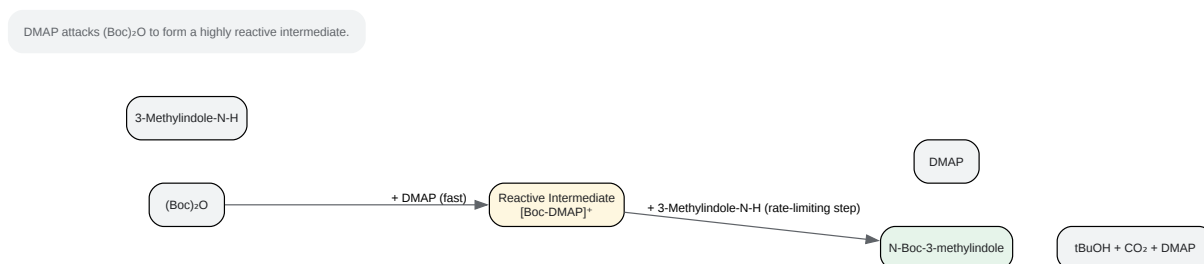 DMAP attacks (Boc)₂O to form a highly reactive intermediate.
3-Methylindole-N-H
DMAP
(Boc)₂O
+ DMAP (fast)
Reactive Intermediate
[Boc-DMAP]⁺
+ 3-Methylindole-N-H (rate-limiting step)
N-Boc-3-methylindole
tBuOH + CO₂ + DMAP